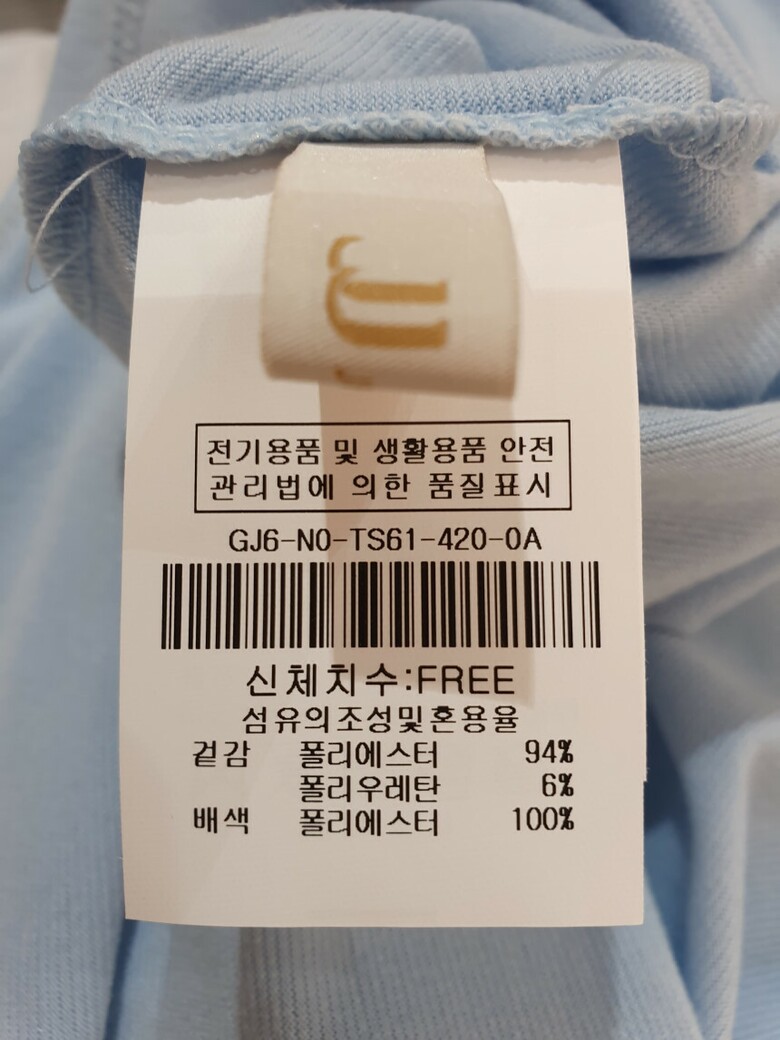 전기용품 및 생활용품 안전
관리법에 의한 품질표시
GJ6-N0-TS61-420-0A
신체치수:FREE
섬유의조성및혼용율
겉감 폴리에스터 94%
폴리우레탄 6%
배색 폴리에스터 100%